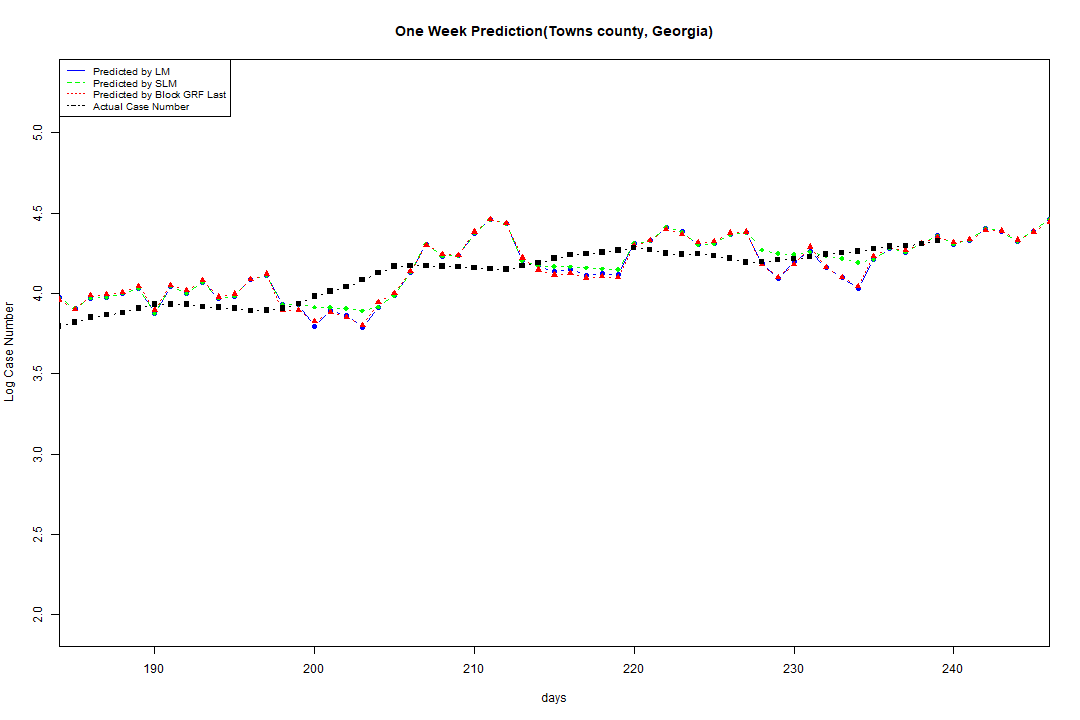 One Week Prediction(Towns county, Georgia)
Predicted by LM
Predicted by SLM
Predicted by Block GRF Last
Actual Case Number
5.0
4.5
4.0
3.5
3.0
2.5
2.0
Log Case Number
190 200 210 220 230 240
days